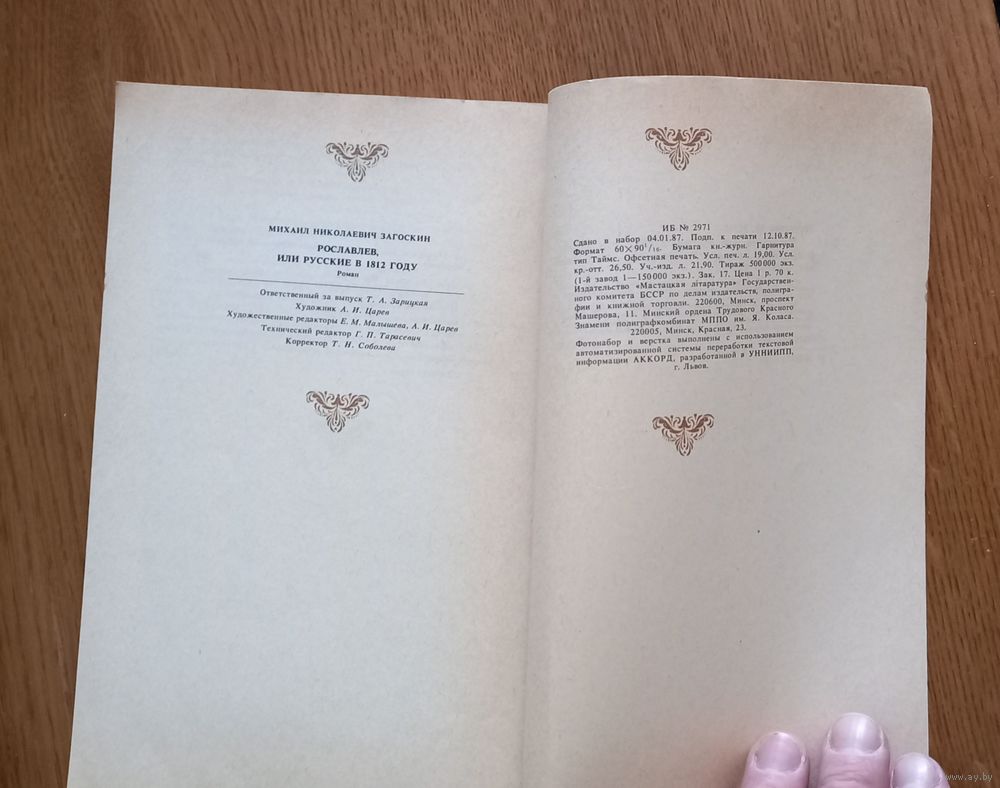 МИХАИЛ НИКОЛАЕВИЧ ЗАГОСКИН
РОСЛАВЛЕВ,
ИЛИ РУССКИЕ В 1812 ГОДУ
Роман
Ответственный за выпуск Т. А. Зарицкая
Художник А. И. Царев
Художественные редакторы Е. М. Малышева, А. И. Царев
Технический редактор Г. П. Тарасевич
Корректор Т. Н. Соболева
ИБ № 2971
Сдано в набор 04.01.87. Подп. к печати 12.10.87.
Формат 60×90 1/16. Бумага кн.-журн. Гарнитура
тип Таймс. Офсетная печать. Усл. печ. л. 19,00. Усл.
кр.-отт. 26,50. Уч.-изд. л. 21,90. Тираж 500 000 экз.
(1-й завод 1—150 000 экз.). Зак. 17. Цена 1 р. 70 к.
Издательство «Мастацкая літаратура» Государствен-
ного комитета БССР по делам издательств, полигра-
фии и книжной торговли. 220600, Минск, проспект
Машерова, 11. Минский ордена Трудового Красного
Знамени полиграфкомбинат МППО им. Я. Коласа.
220005, Минск, Красная, 23.
Фотонабор и верстка выполнены с использованием
автоматизированной системы переработки текстовой
информации АККОРД, разработанной в УННИИПП,
г. Львов.
www.ay.by